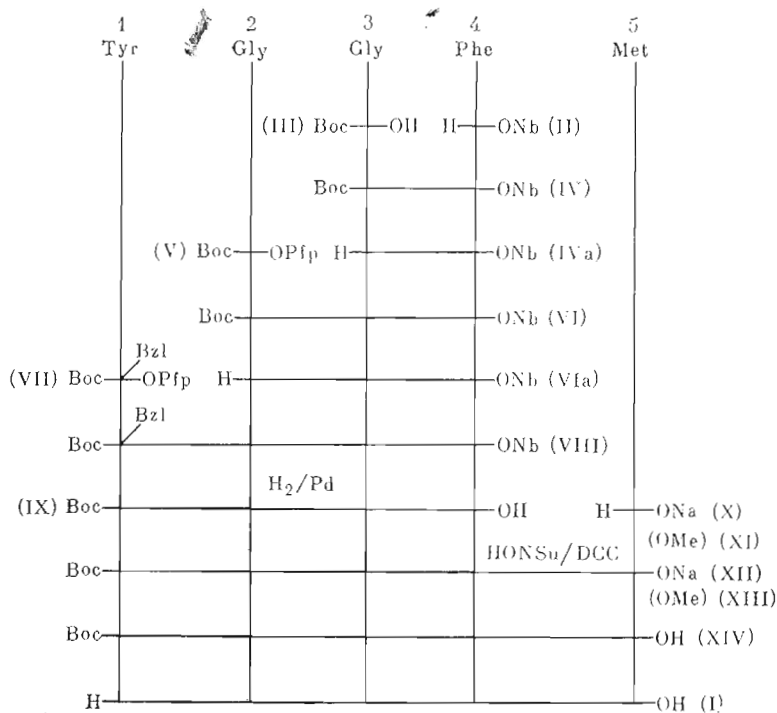 1 2 3 4 5
Tyr Gly Gly Phe Met
(III) Boc OH H ONb (II)
Boc ONb (IV)
(V) Boc OPfp H ONb (IVa)
Boc ONb (VI)
Bzl
(VII) Boc OPfp H ONb (VIa)
Bzl
Boc ONb (VIII)
H₂/Pd
(IX) Boc OH H ONa (X)
HONSu/DCC (OMe) (XI)
Boc ONa (XII)
(OMe) (XIII)
Boc OH (XIV)
H OH (I)